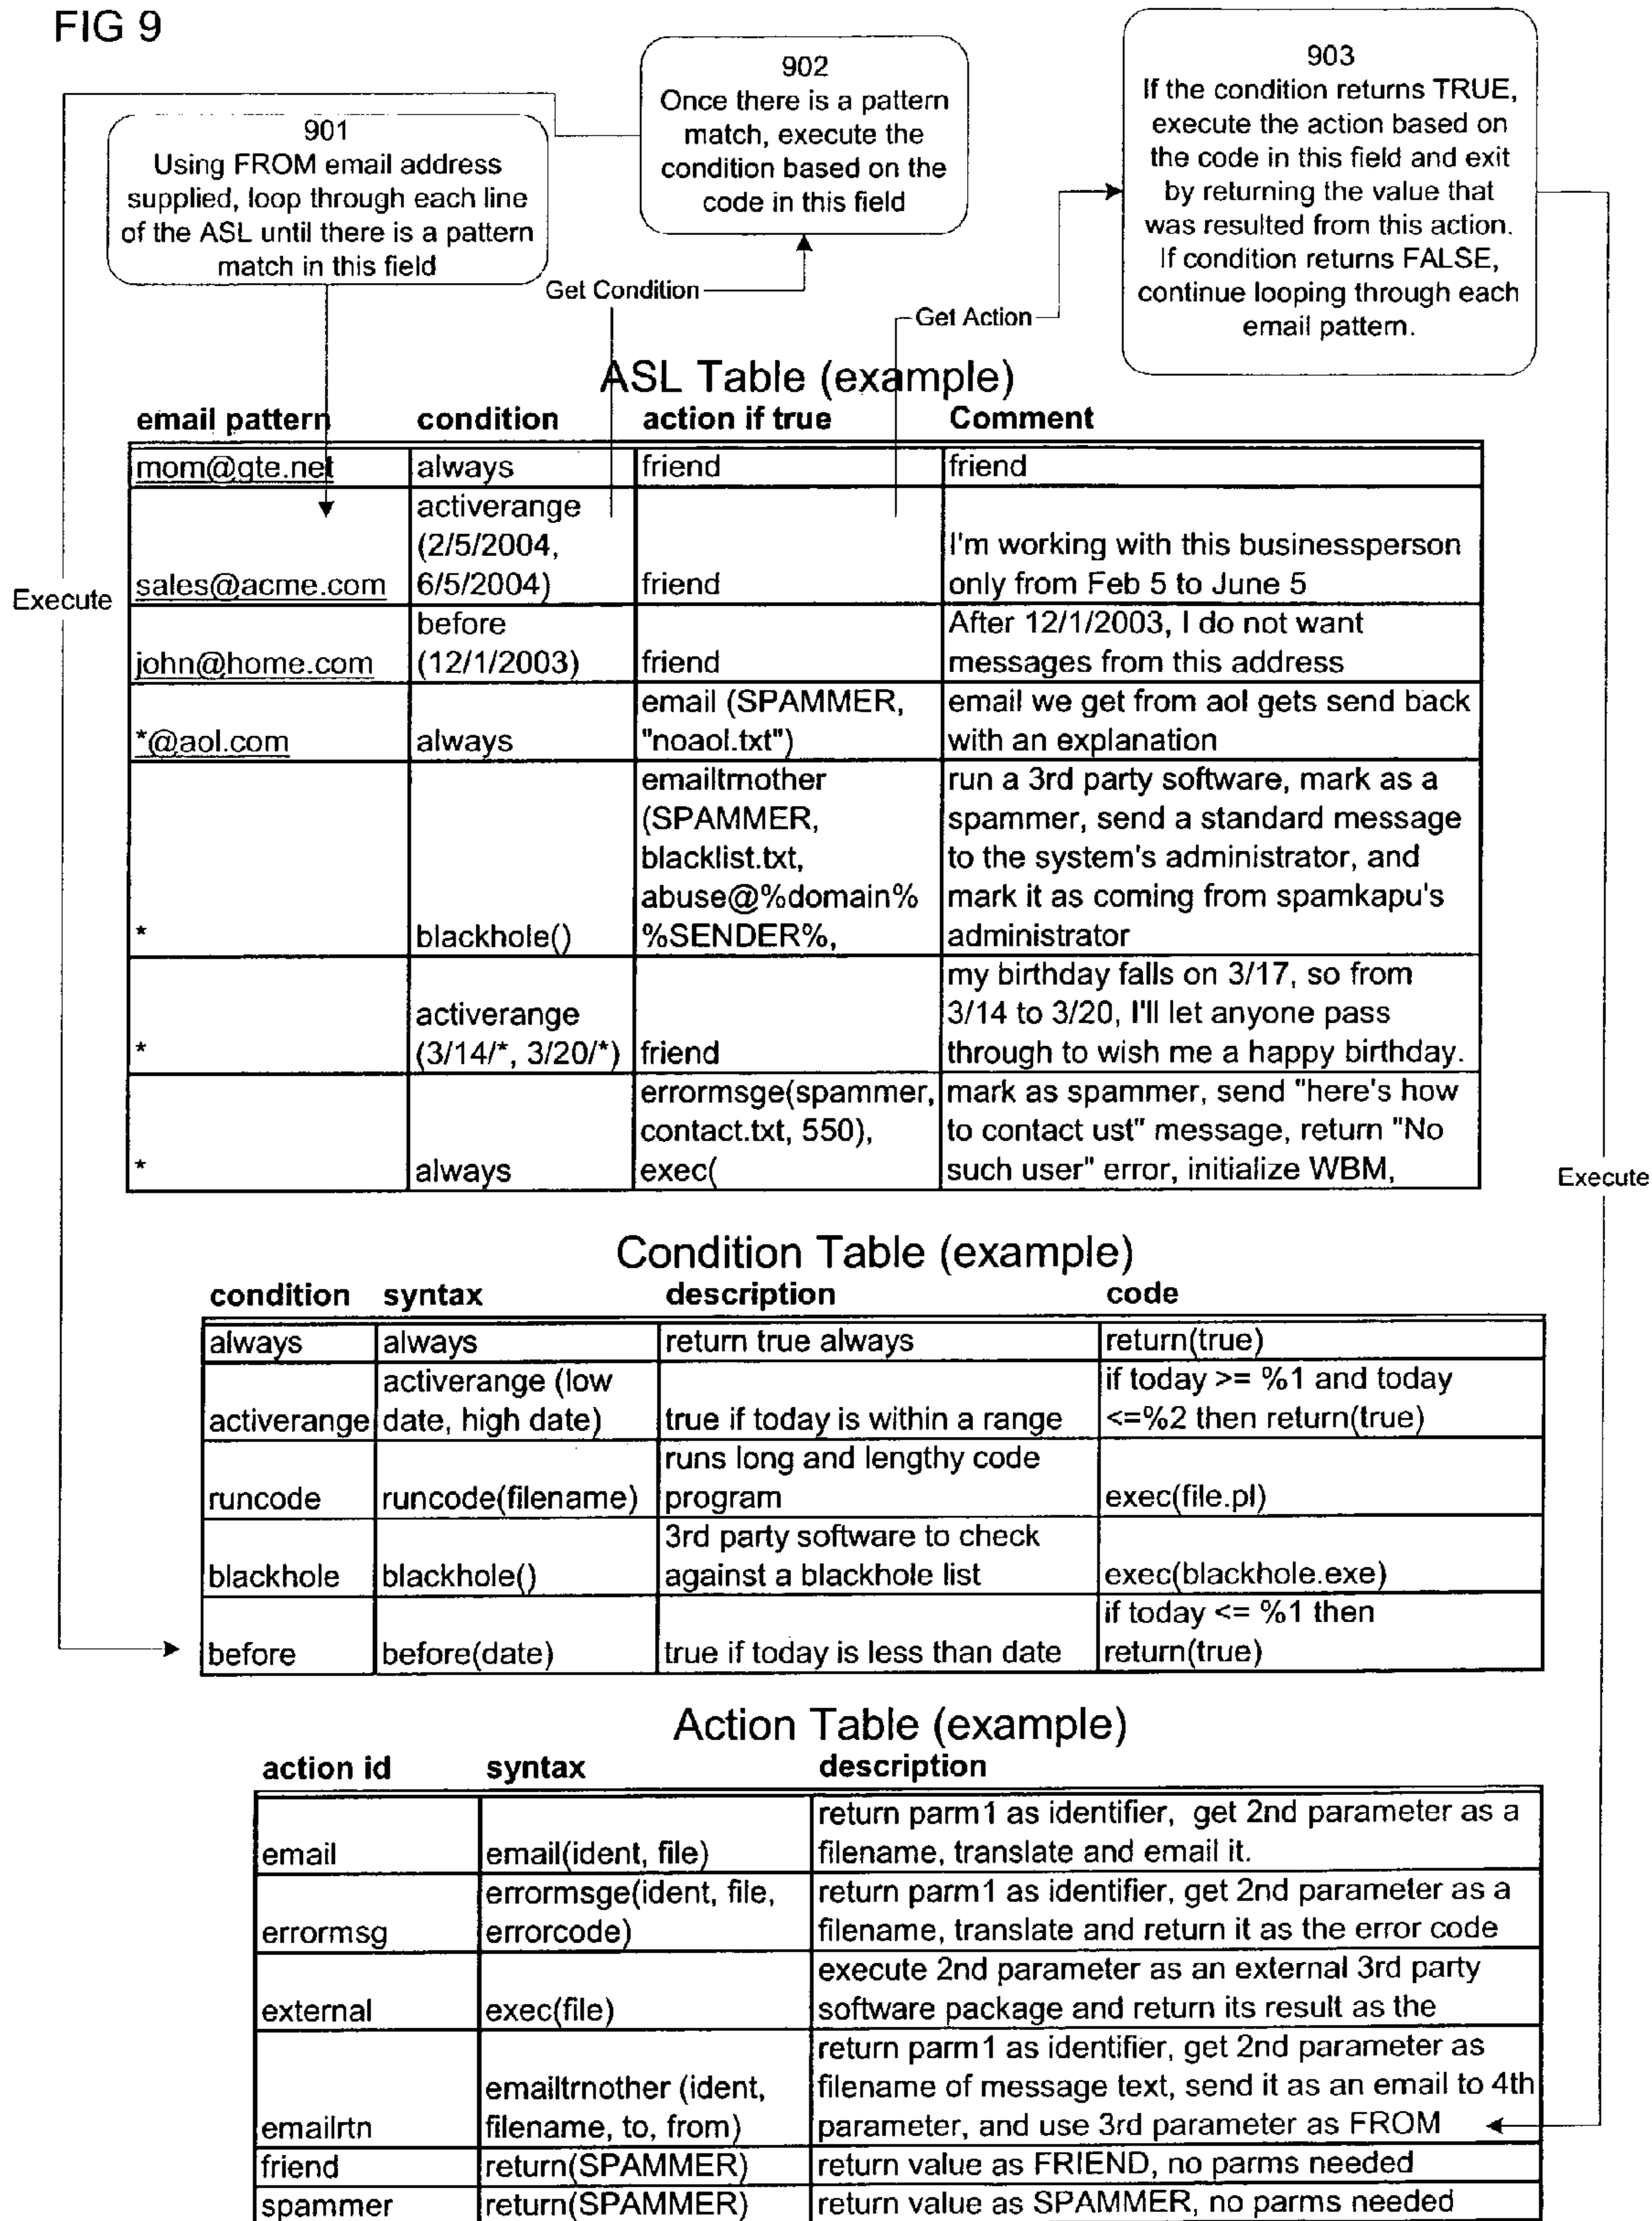 FIG 9
901
Using FROM email address
supplied, loop through each line
of the ASL until there is a pattern
match in this field
902
Once there is a pattern
match, execute the
condition based on the
code in this field
903
If the condition returns TRUE,
execute the action based on
the code in this field and exit
by returning the value that
was resulted from this action.
If condition returns FALSE,
continue looping through each
email pattern.
Get Condition
Get Action
Execute
Execute
ASL Table (example)
email pattern condition action if true Comment
mom@gte.net always friend friend
activerange
(2/5/2004, I'm working with this businessperson
sales@acme.com 6/5/2004) friend only from Feb 5 to June 5
before After 12/1/2003, I do not want
john@home.com (12/1/2003) friend messages from this address
email (SPAMMER, email we get from aol gets send back
*@aol.com always "noaol.txt") with an explanation
emailtrnother run a 3rd party software, mark as a
(SPAMMER, spammer, send a standard message
blacklist.txt, to the system's administrator, and
abuse@%domain% mark it as coming from spamkapu's
* blackhole() %SENDER%, administrator
my birthday falls on 3/17, so from
activerange 3/14 to 3/20, I'll let anyone pass
* (3/14/*, 3/20/*) friend through to wish me a happy birthday.
errormsge(spammer, mark as spammer, send "here's how
contact.txt, 550), to contact ust" message, return "No
* always exec( such user" error, initialize WBM,
Condition Table (example)
condition syntax description code
always always return true always return(true)
activerange (low if today >= %1 and today
activerange date, high date) true if today is within a range <=%2 then return(true)
runs long and lengthy code
runcode runcode(filename) program exec(file.pl)
3rd party software to check
blackhole blackhole() against a blackhole list exec(blackhole.exe)
if today <= %1 then
before before(date) true if today is less than date return(true)
Action Table (example)
action id syntax description
return parm1 as identifier, get 2nd parameter as a
email email(ident, file) filename, translate and email it.
errormsge(ident, file, return parm1 as identifier, get 2nd parameter as a
errormsg errorcode) filename, translate and return it as the error code
execute 2nd parameter as an external 3rd party
external exec(file) software package and return its result as the
return parm1 as identifier, get 2nd parameter as
emailtrnother (ident, filename of message text, send it as an email to 4th
emailrtn filename, to, from) parameter, and use 3rd parameter as FROM
friend return(SPAMMER) return value as FRIEND, no parms needed
spammer return(SPAMMER) return value as SPAMMER, no parms needed